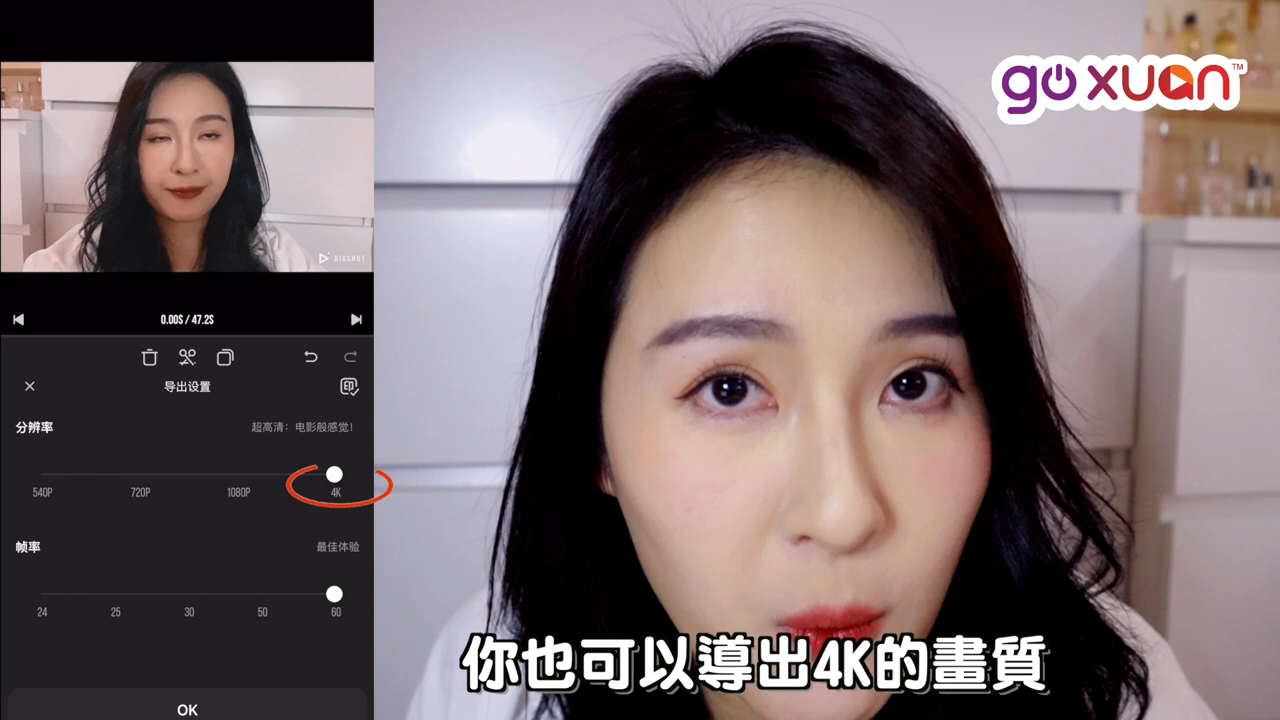 go xuan™
BIGSHOT
0.00S / 47.2S
导出设置
印
分辨率
超高清：电影般感觉！
540P 720P 1080P 4K
帧率
最佳体验
24 25 30 50 60
OK
你也可以導出4K的畫質